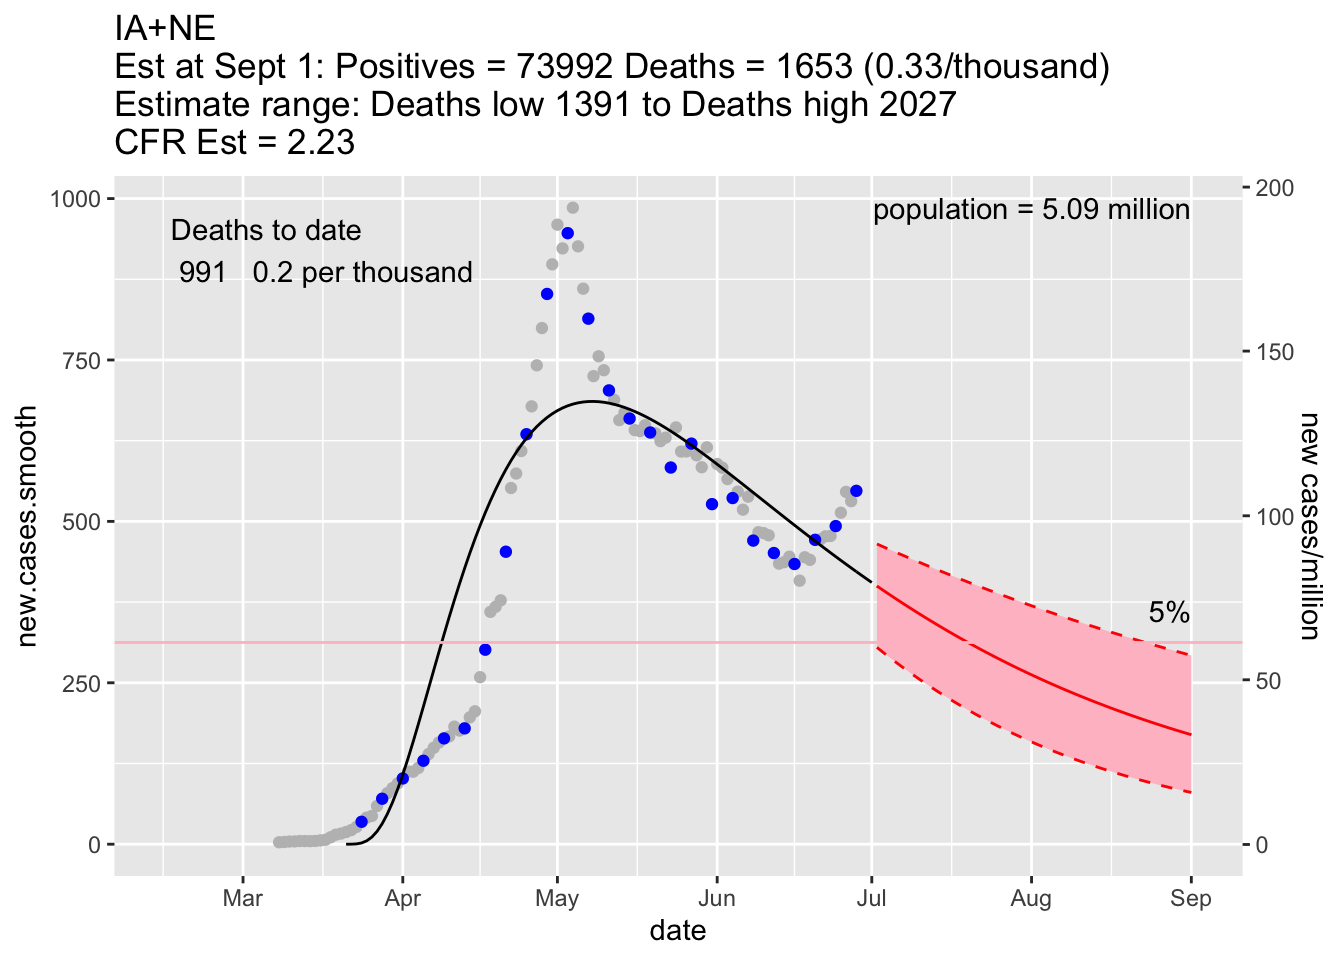 IA+NE
Est at Sept 1: Positives = 73992 Deaths = 1653 (0.33/thousand)
Estimate range: Deaths low 1391 to Deaths high 2027
CFR Est = 2.23
Deaths to date
991 0.2 per thousand
population = 5.09 million
5%
1000
750
500
250
0
new.cases.smooth
200
150
100
50
0
new cases/million
Mar Apr May Jun Jul Aug Sep
date